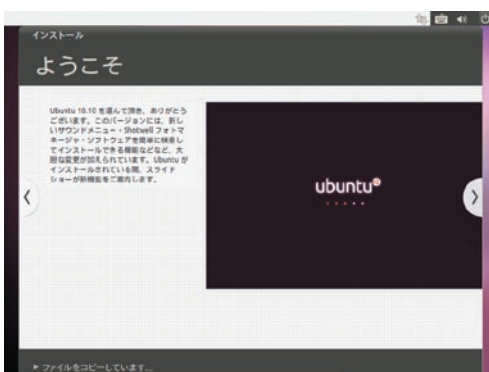 インストール
ようこそ
Ubuntu 10.10 を選んで頂き、ありがとう
ございます。このバージョンには、新し
いサウンドメニュー・Shotwell フォトマ
ネージャ・ソフトウェアを簡単に検索し
てインストールできる機能などなど、大
胆な変更が加えられています。Ubuntu が
インストールされている間、スライド
ショーが新機能をご案内します。
ubuntu
ファイルをコピーしています...